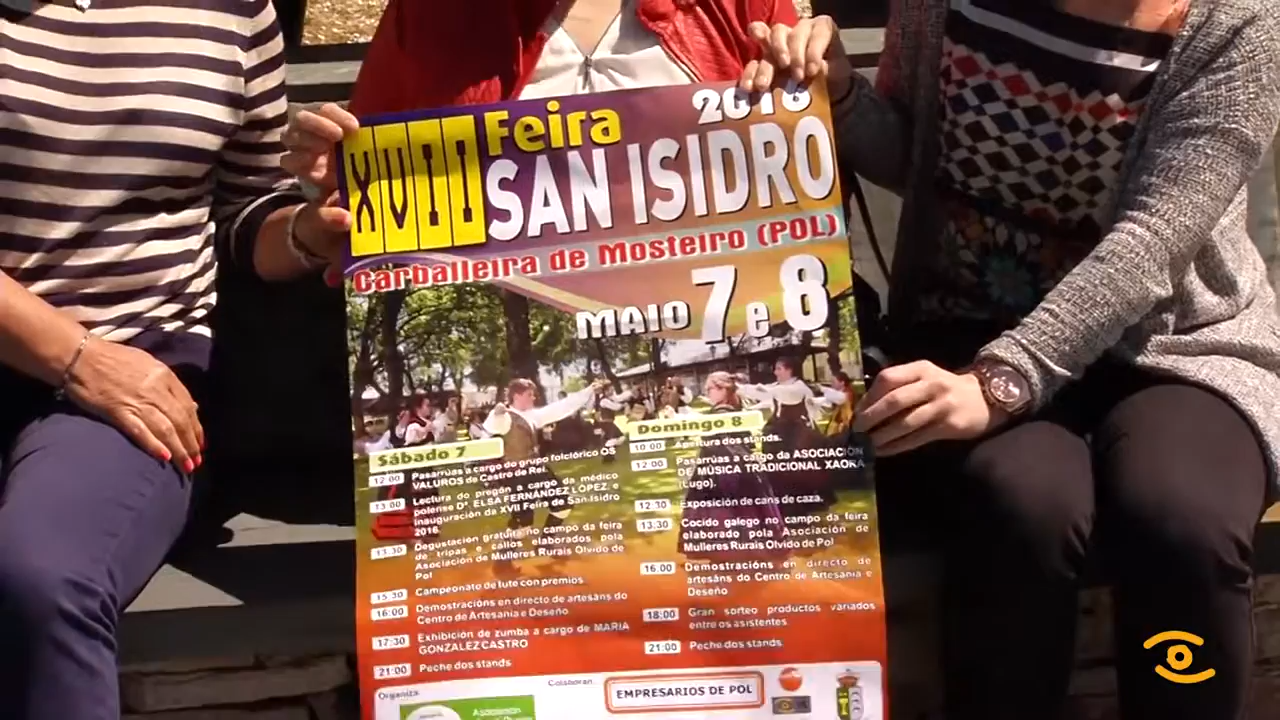 XVII Feira 2016
SAN ISIDRO
Carballeira de Mosteiro (POL)
MAIO 7 e 8
Sábado 7
12:00 Pasarrúas a cargo do grupo folclórico OS
VALUROS de Castro de Rei.
13:00 Lectura do pregón a cargo da médico
polense Dª. ELSA FERNÁNDEZ LÓPEZ, e
inauguración da XVII Feira de San Isidro
2016.
13:30 Degustación gratuita no campo da feira
de tripas e callos elaborados pola
Asociación de Mulleres Rurais Olvido de
Pol
15:30 Campeonato de tute con premios
16:00 Demostracións en directo de artesáns do
Centro de Artesanía e Deseño
17:30 Exhibición de zumba a cargo de MARIA
GONZALEZ CASTRO
21:00 Peche dos stands
Domingo 8
10:00 Apertura dos stands.
12:00 Pasarrúas a cargo da ASOCIACIÓN
DE MÚSICA TRADICIONAL XAORA
(Lugo).
12:30 Exposición de cans de caza.
13:30 Cocido galego no campo da feira
elaborado pola Asociación de
Mulleres Rurais Olvido de Pol
16:00 Demostracións en directo de
artesáns do Centro de Artesanía e
Deseño
18:00 Gran sorteo productos variados
entre os asistentes
21:00 Peche dos stands
Organiza:
Colaboran:
EMPRESARIOS DE POL
Asociación